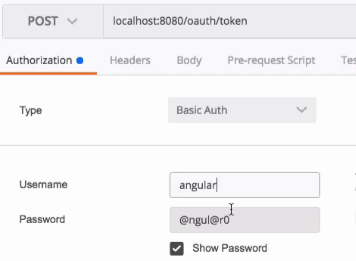 POST localhost:8080/oauth/token
Authorization Headers Body Pre-request Script
Type Basic Auth
Username angular
Password @ngul@r0
Show Password